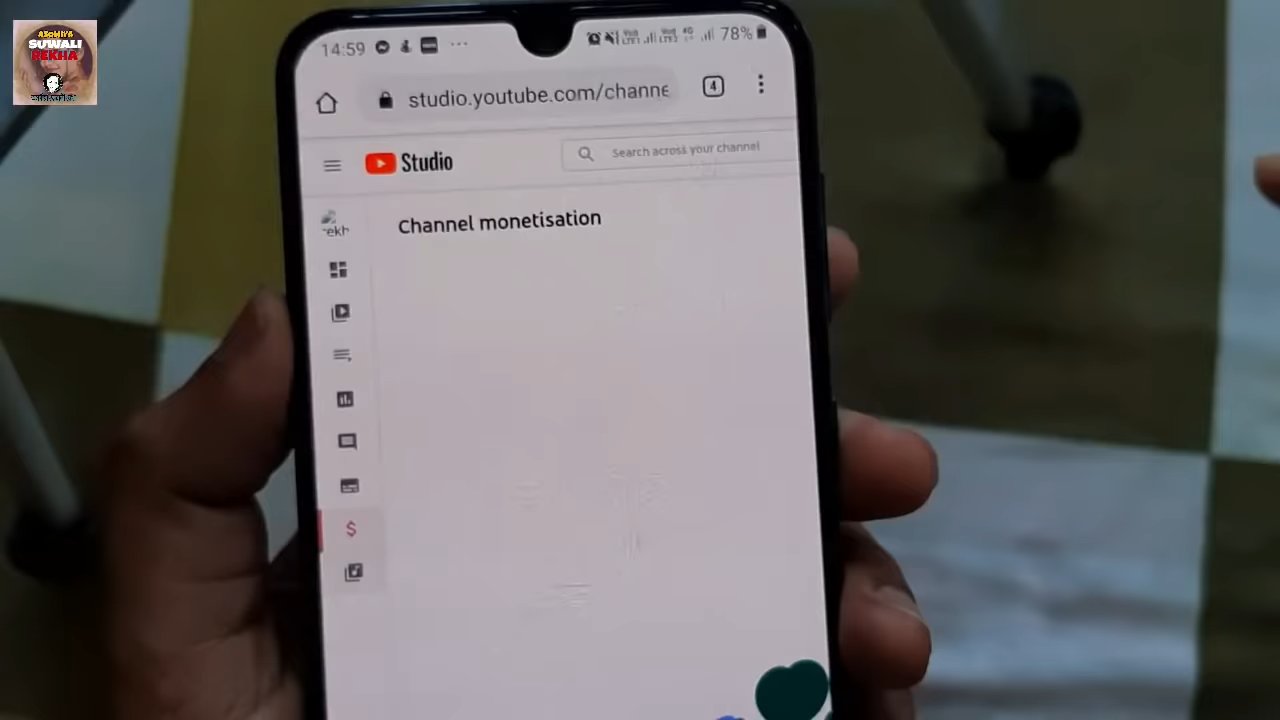 SUWALI
REKHA
14:59
78%
studio.youtube.com/channe
4
Studio
Search across your channel
Channel monetisation
$